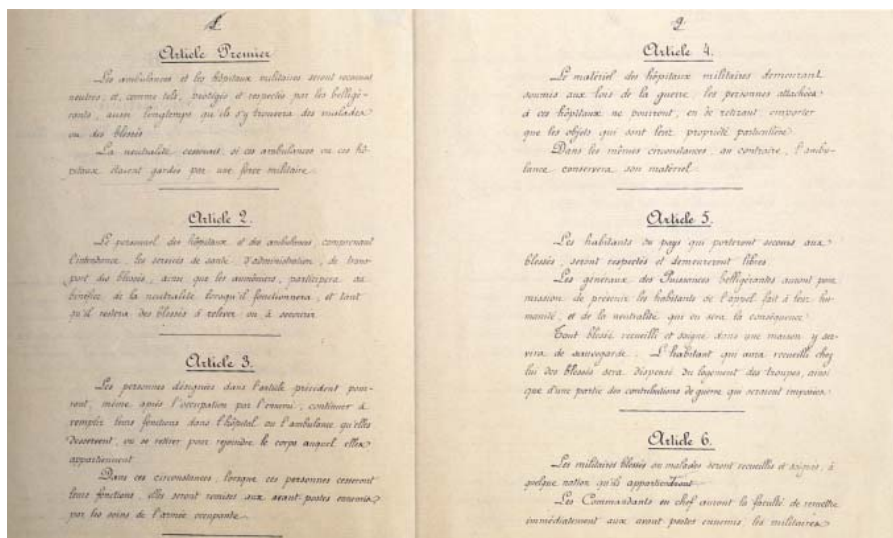 1
Article Premier
Les ambulances et les hôpitaux militaires seront reconnus
neutres, et, comme tels, protégés et respectés par les belligé-
rants, aussi longtemps qu'il s'y trouvera des malades
ou des blessés.
La neutralité cesserait, si ces ambulances ou ces hô-
pitaux étaient gardés par une force militaire.
Article 2.
Le personnel des hôpitaux et des ambulances, comprenant
l'intendance, les services de santé, d'administration, de trans-
port des blessés, ainsi que les aumôniers, participera au
bénéfice de la neutralité lorsqu'il fonctionnera, et tant
qu'il restera des blessés à relever ou à secourir.
Article 3.
Les personnes désignées dans l'article précédent pour-
ront, même après l'occupation par l'ennemi, continuer à
remplir leurs fonctions dans l'hôpital ou l'ambulance qu'elles
desservent, ou se retirer pour rejoindre le corps auquel elles
appartiennent.
Dans ces circonstances, lorsque ces personnes cesseront
leurs fonctions, elles seront remises aux avant-postes ennemis,
par les soins de l'armée occupante.
2
Article 4.
Le matériel des hôpitaux militaires demeurant
soumis aux lois de la guerre, les personnes attachées
à ces hôpitaux ne pourront, en se retirant, emporter
que les objets qui sont leur propriété particulière.
Dans les mêmes circonstances, au contraire, l'ambu-
lance conservera son matériel.
Article 5.
Les habitants du pays qui porteront secours aux
blessés, seront respectés et demeureront libres.
Les généraux des Puissances belligérantes auront pour
mission de prévenir les habitants de l'appel fait à leur hu-
manité, et de la neutralité qui en sera la conséquence.
Tout blessé recueilli et soigné dans une maison y ser-
vira de sauvegarde. L'habitant qui aura recueilli chez
lui des blessés sera dispensé du logement des troupes, ainsi
que d'une partie des contributions de guerre qui seraient imposées.
Article 6.
Les militaires blessés ou malades seront recueillis et soignés, à
quelque nation qu'ils appartiendront.
Les Commandants en chef auront la faculté de remettre
immédiatement aux avant postes ennemis, les militaires